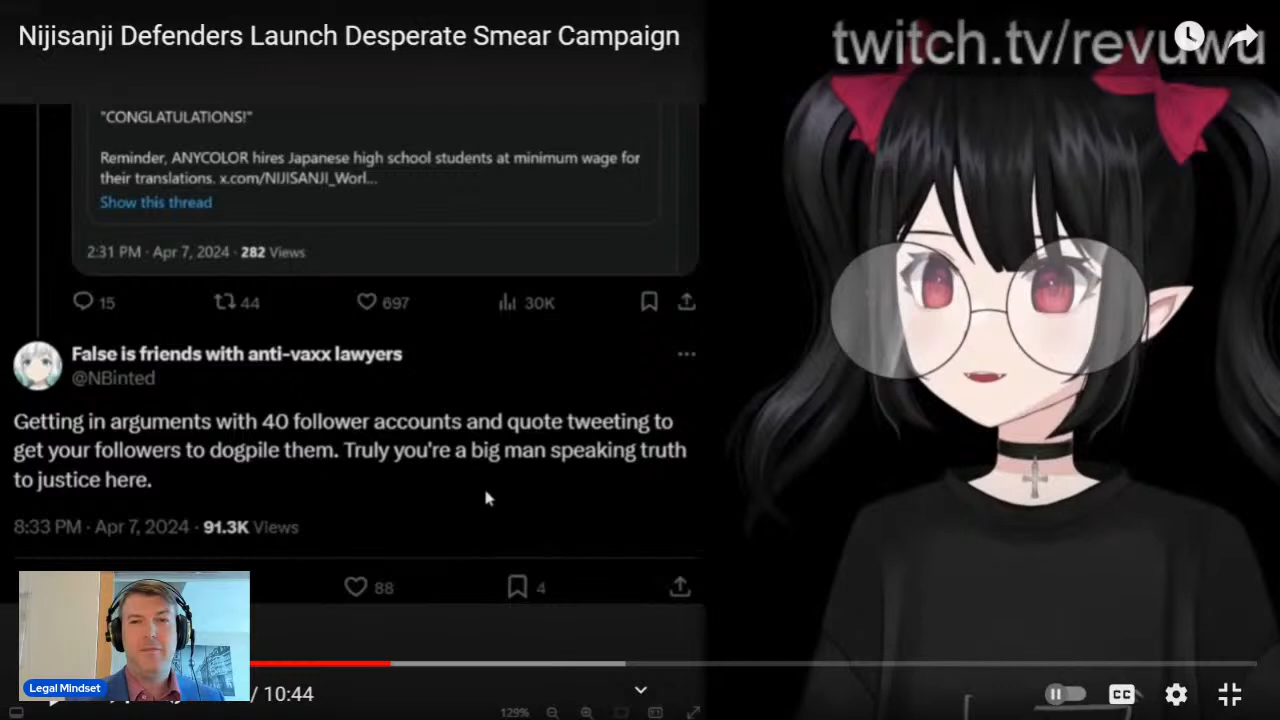 Nijisanji Defenders Launch Desperate Smear Campaign
twitch.tv/revuwu
"CONGLATULATIONS!"
Reminder, ANYCOLOR hires Japanese high school students at minimum wage for
their translations. x.com/NIJISANJI_Worl...
Show this thread
2:31 PM · Apr 7, 2024 · 282 Views
15 44 697 30K
False is friends with anti-vaxx lawyers
@NBinted
Getting in arguments with 40 follower accounts and quote tweeting to
get your followers to dogpile them. Truly you're a big man speaking truth
to justice here.
8:33 PM · Apr 7, 2024 · 91.3K Views
88 4
Legal Mindset
/ 10:44
CC
129%